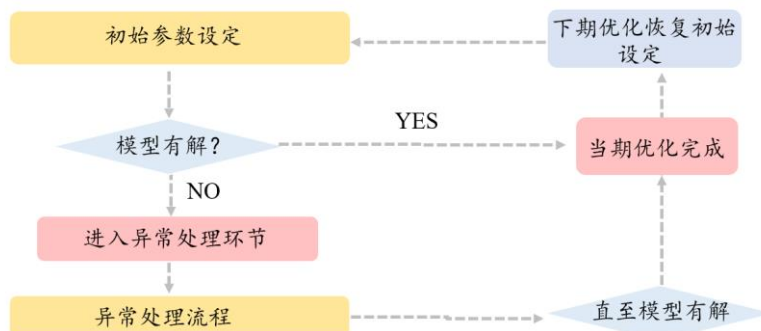 初始参数设定
下期优化恢复初始
设定
模型有解？
YES
当期优化完成
NO
进入异常处理环节
异常处理流程
直至模型有解